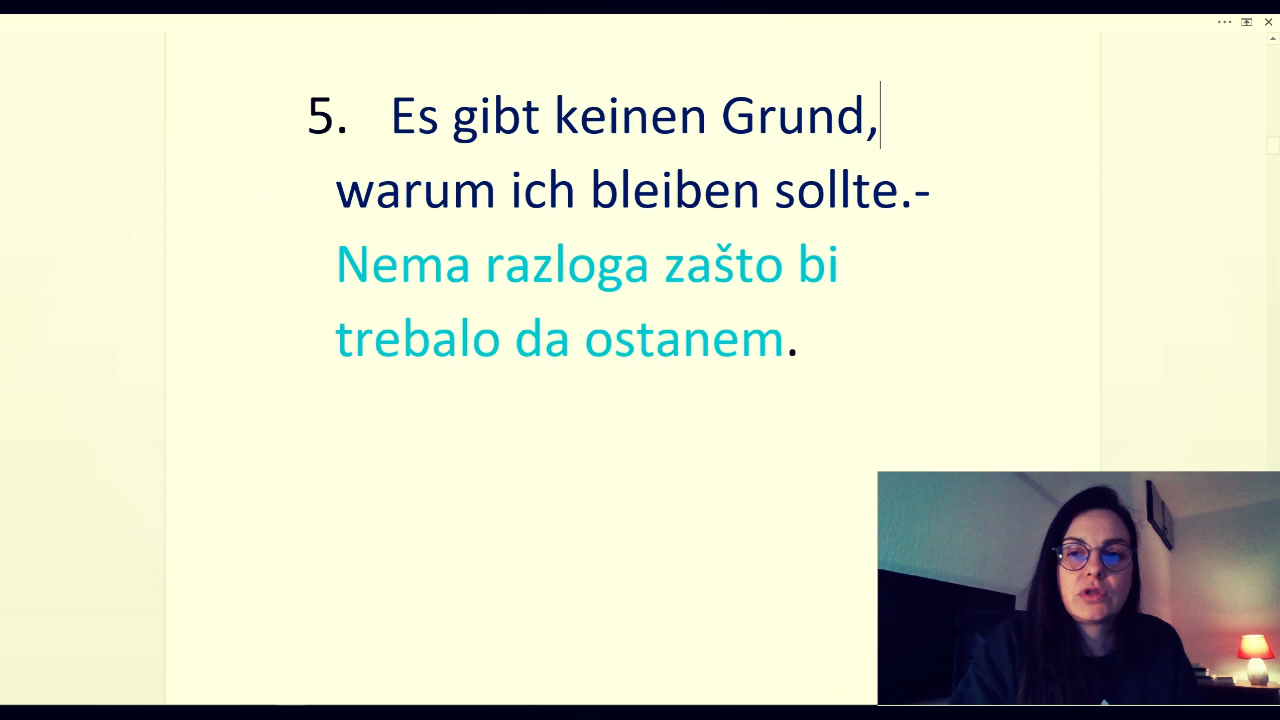 5. Es gibt keinen Grund,
warum ich bleiben sollte.-
Nema razloga zašto bi
trebalo da ostanem.